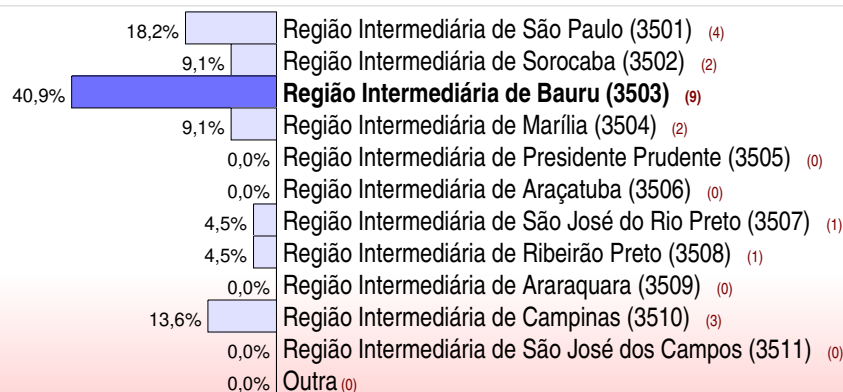 18,2% Região Intermediária de São Paulo (3501) (4)
9,1% Região Intermediária de Sorocaba (3502) (2)
40,9% Região Intermediária de Bauru (3503) (9)
9,1% Região Intermediária de Marília (3504) (2)
0,0% Região Intermediária de Presidente Prudente (3505) (0)
0,0% Região Intermediária de Araçatuba (3506) (0)
4,5% Região Intermediária de São José do Rio Preto (3507) (1)
4,5% Região Intermediária de Ribeirão Preto (3508) (1)
0,0% Região Intermediária de Araraquara (3509) (0)
13,6% Região Intermediária de Campinas (3510) (3)
0,0% Região Intermediária de São José dos Campos (3511) (0)
0,0% Outra (0)